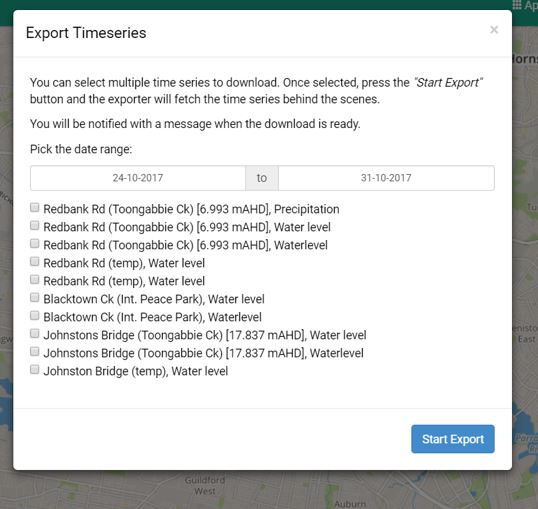 Ap
Export Timeseries ×
Horns
You can select multiple time series to download. Once selected, press the "Start Export"
button and the exporter will fetch the time series behind the scenes.
You will be notified with a message when the download is ready.
Pick the date range:
24-10-2017 to 31-10-2017
Redbank Rd (Toongabbie Ck) [6.993 mAHD], Precipitation
Redbank Rd (Toongabbie Ck) [6.993 mAHD], Water level
Redbank Rd (Toongabbie Ck) [6.993 mAHD], Waterlevel
Redbank Rd (temp), Water level
Redbank Rd (temp), Water level
Blacktown Ck (Int. Peace Park), Water level
Blacktown Ck (Int. Peace Park), Waterlevel
Johnstons Bridge (Toongabbie Ck) [17.837 mAHD], Water level
Johnstons Bridge (Toongabbie Ck) [17.837 mAHD], Waterlevel
Johnston Bridge (temp), Water level
East
Start Export
Guildford
West
Auburn